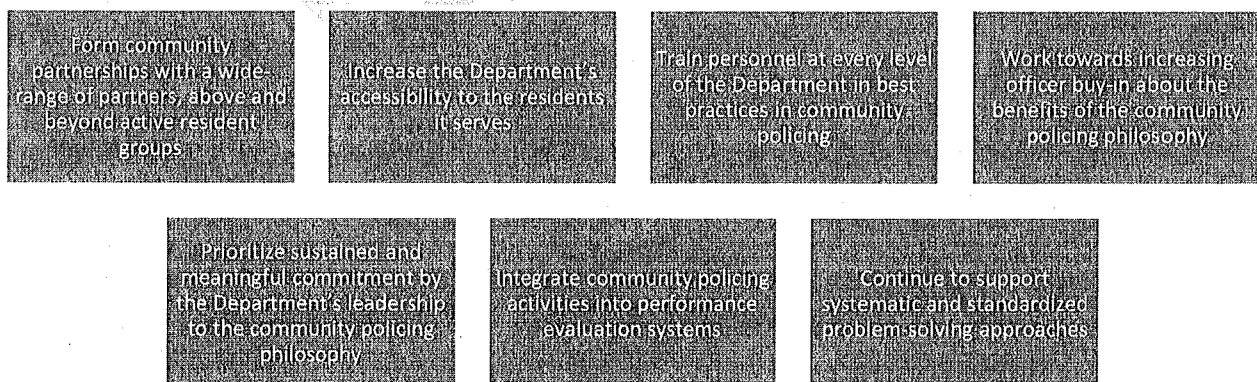 Form community
partnerships with a wide-
range of partners, above and
beyond active resident
groups
Increase the Department's
accessibility to the residents
it serves
Train personnel at every level
of the Department in best
practices in community
policing
Work towards increasing
officer buy-in about the
benefits of the community
policing philosophy
Prioritize sustained and
meaningful commitment by
the Department's leadership
to the community policing
philosophy
Integrate community policing
activities into performance
evaluation systems
Continue to support
systematic and standardized
problem-solving approaches